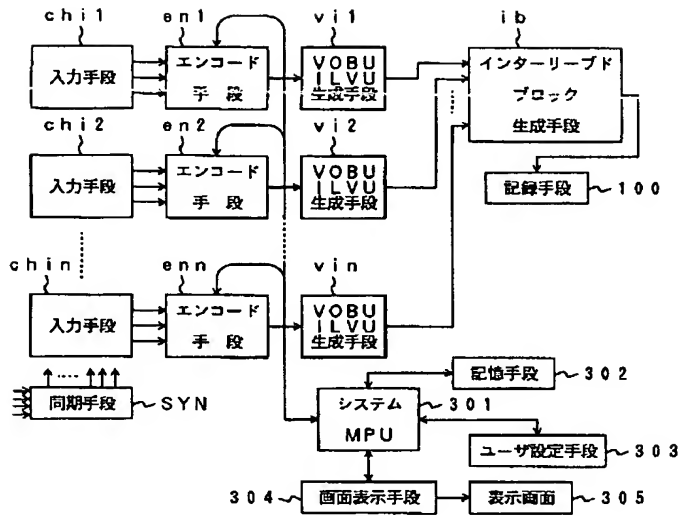 chi1
en1
vi1
ib
入力手段
エンコード
手段
VOBU
ILVU
生成手段
インターリーブド
ブロック
生成手段
chi2
en2
vi2
入力手段
エンコード
手段
VOBU
ILVU
生成手段
記録手段
100
chin
enn
vin
入力手段
エンコード
手段
VOBU
ILVU
生成手段
同期手段
SYN
システム
MPU
301
記憶手段
302
ユーザ設定手段
303
304
画面表示手段
表示画面
305